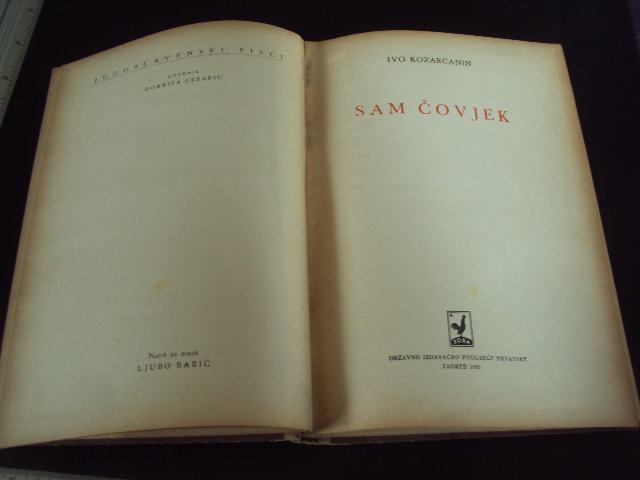 JUGOSLAVENSKI PISCI
UREDNIK
DOBRIŠA CESARIĆ
Nacrt za omot
LJUBO BABIĆ
IVO KOZARČANIN
SAM ČOVJEK
ZORA
DRŽAVNO IZDAVAČKO PODUZEĆE HRVATSKE
ZAGREB